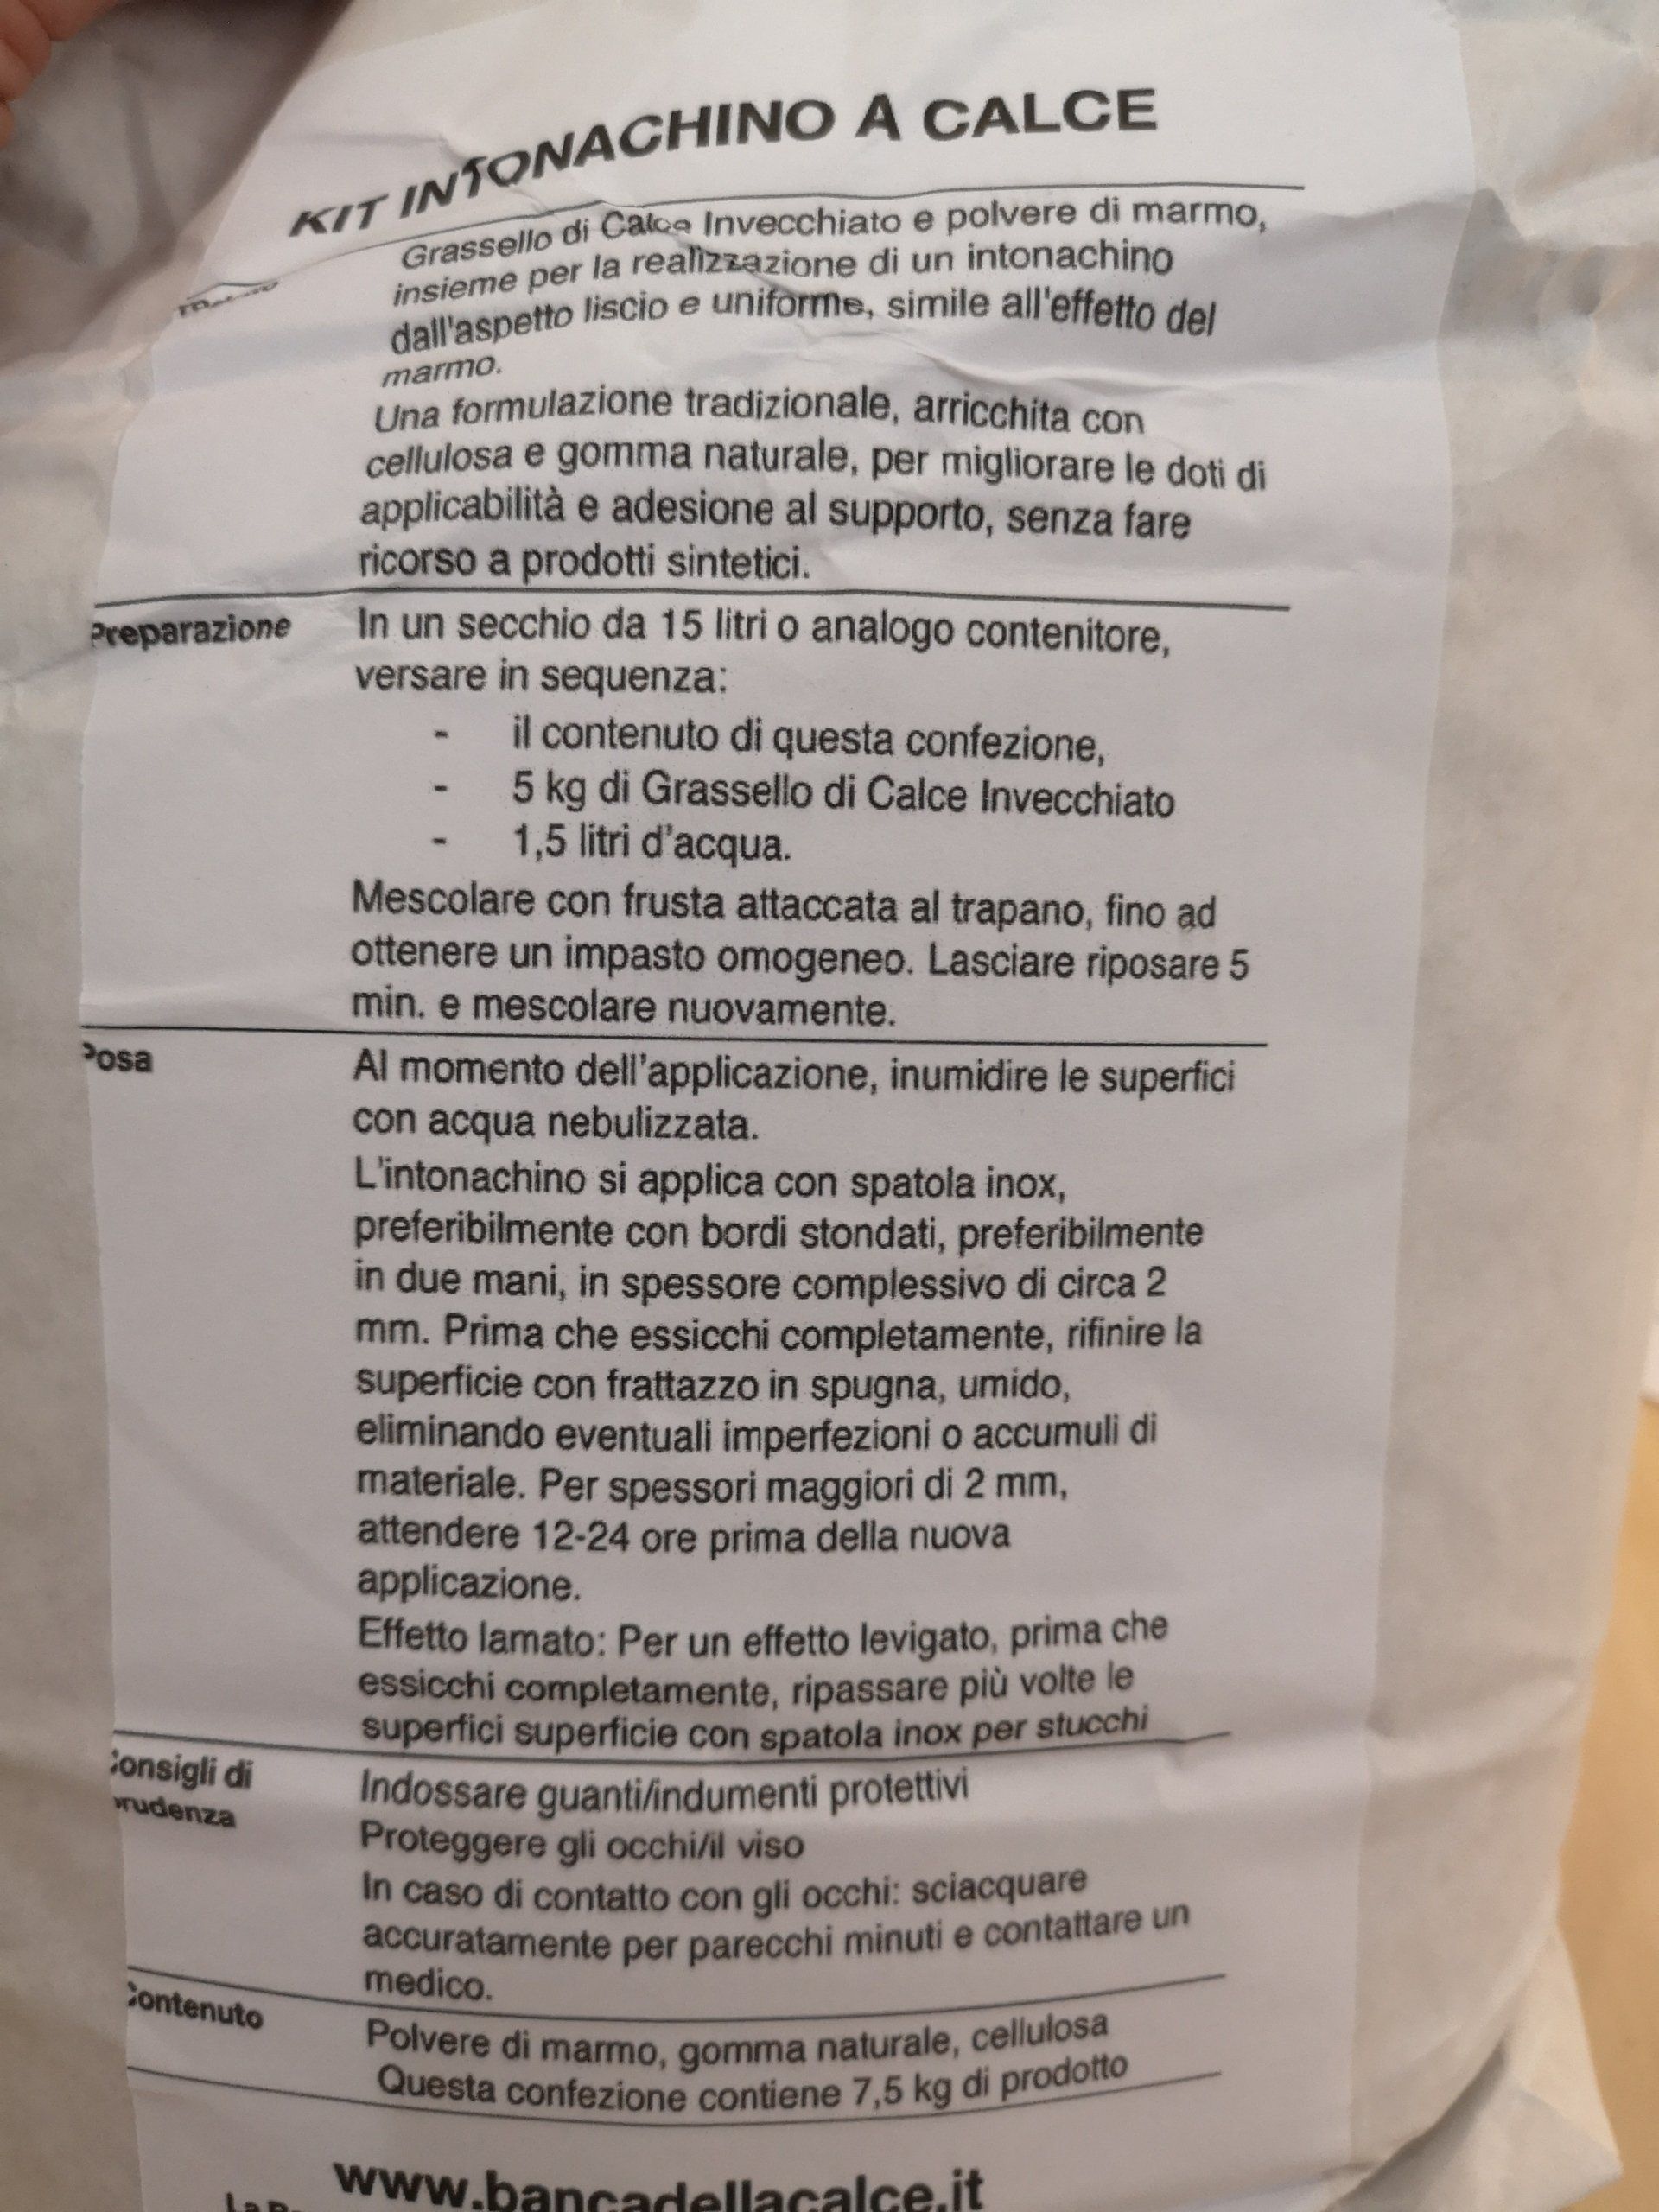 KIT INTONACHINO A CALCE
Grassello di Calce Invecchiato e polvere di marmo,
insieme per la realizzazione di un intonachino
dall'aspetto liscio e uniforme, simile all'effetto del
marmo.
Una formulazione tradizionale, arricchita con
cellulosa e gomma naturale, per migliorare le doti di
applicabilità e adesione al supporto, senza fare
ricorso a prodotti sintetici.
Preparazione In un secchio da 15 litri o analogo contenitore,
versare in sequenza:
- il contenuto di questa confezione,
- 5 kg di Grassello di Calce Invecchiato
- 1,5 litri d'acqua.
Mescolare con frusta attaccata al trapano, fino ad
ottenere un impasto omogeneo. Lasciare riposare 5
min. e mescolare nuovamente.
Posa Al momento dell'applicazione, inumidire le superfici
con acqua nebulizzata.
L'intonachino si applica con spatola inox,
preferibilmente con bordi stondati, preferibilmente
in due mani, in spessore complessivo di circa 2
mm. Prima che essicchi completamente, rifinire la
superficie con frattazzo in spugna, umido,
eliminando eventuali imperfezioni o accumuli di
materiale. Per spessori maggiori di 2 mm,
attendere 12-24 ore prima della nuova
applicazione.
Effetto lamato: Per un effetto levigato, prima che
essicchi completamente, ripassare più volte le
superfici superficie con spatola inox per stucchi
Consigli di Indossare guanti/indumenti protettivi
prudenza Proteggere gli occhi/il viso
In caso di contatto con gli occhi: sciacquare
accuratamente per parecchi minuti e contattare un
medico.
Contenuto Polvere di marmo, gomma naturale, cellulosa
Questa confezione contiene 7,5 kg di prodotto
www.bancadellacalce.it
La